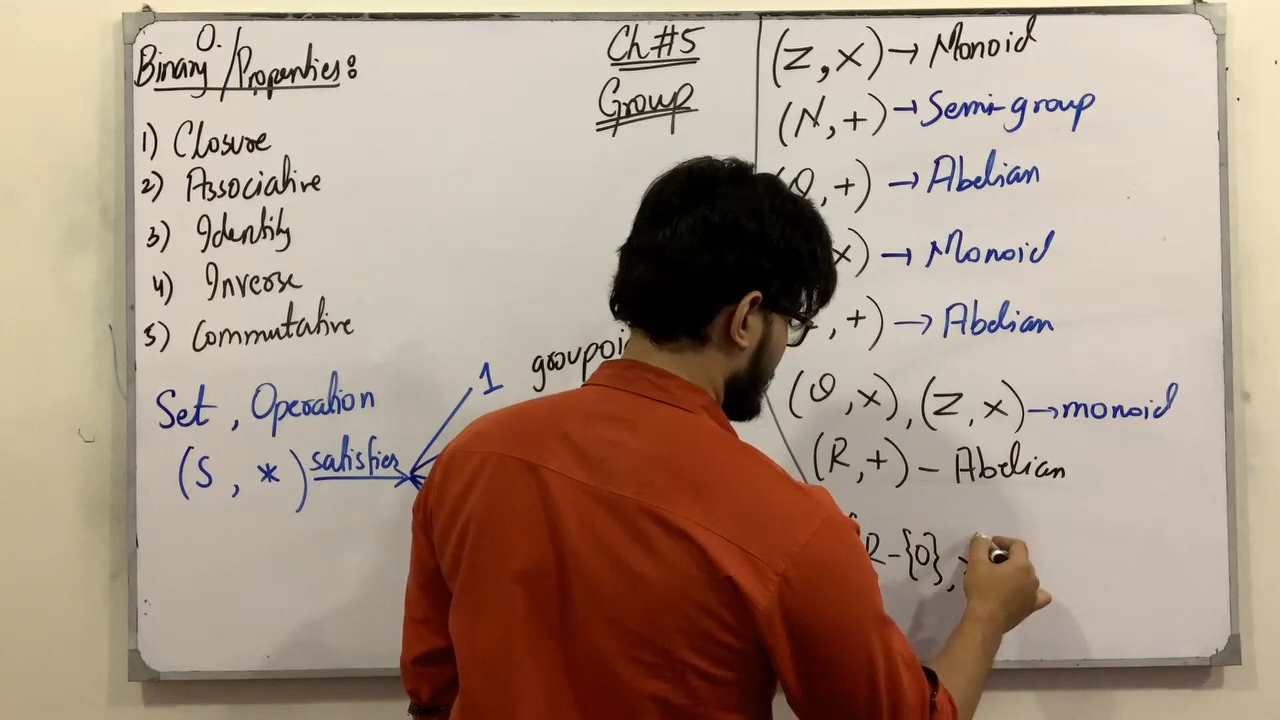 Binary O./Properties:
1) Closure
2) Associative
3) Identity
4) Inverse
5) Commutative
Set, Operation
(S, *) satisfies
1
Ch#5
Group
(Z, x) → Monoid
(N, +) → Semi-group
, +) → Abelian
x) → Monoid
, +) → Abelian
(Q, x), (Z, x) → monoid
(R, +) - Abelian
R-{0},